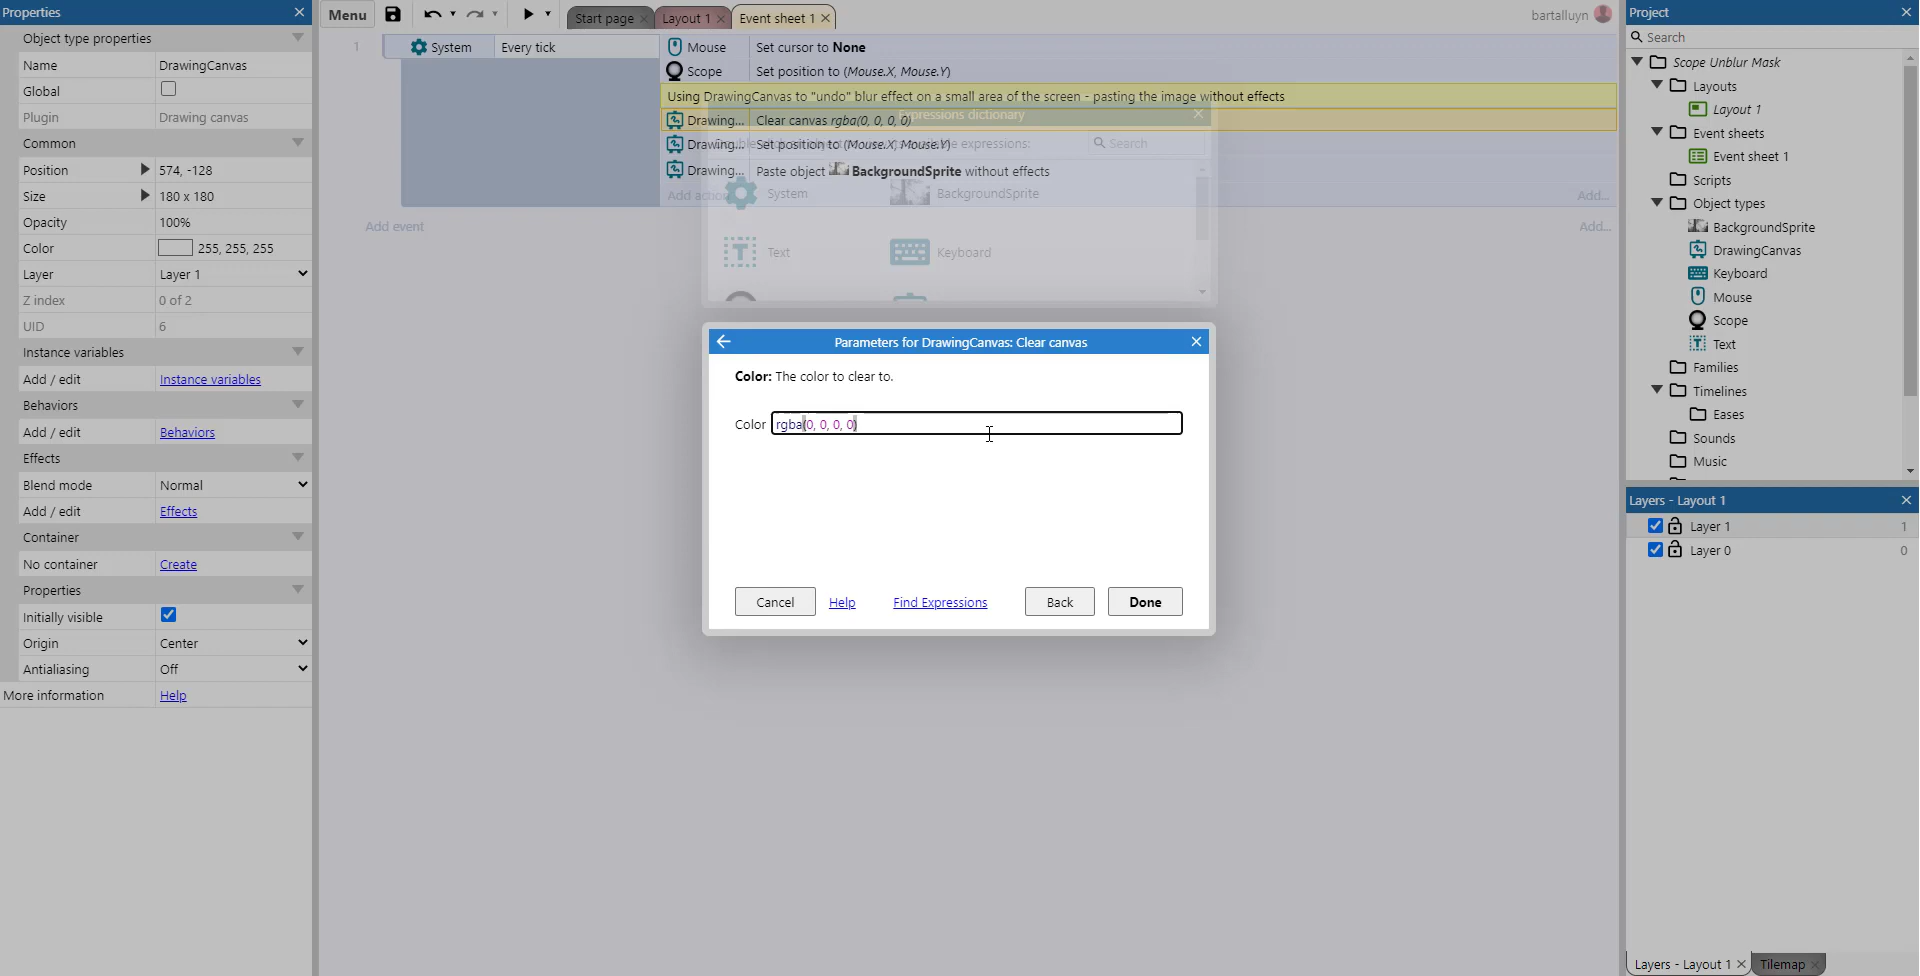 Properties
Object type properties
Name DrawingCanvas
Global
Plugin Drawing canvas
Common
Position 574, -128
Size 180 x 180
Opacity 100%
Color 255, 255, 255
Layer Layer 1
Z index 0 of 2
UID 6
Instance variables
Add / edit Instance variables
Behaviors
Add / edit Behaviors
Effects
Blend mode Normal
Add / edit Effects
Container
No container Create
Properties
Initially visible
Origin Center
Antialiasing Off
More information Help
Menu
Start page
Layout 1
Event sheet 1
bartalluyn
1
System Every tick
Mouse Set cursor to None
Scope Set position to (Mouse.X, Mouse.Y)
Using DrawingCanvas to "undo" blur effect on a small area of the screen - pasting the image without effects
Drawing... Clear canvas rgba(0, 0, 0, 0)
Drawing... Set position to (Mouse.X, Mouse.Y)
Drawing... Paste object BackgroundSprite without effects
Add action Add...
Add event Add...
Expressions dictionary
expressions:
Search
System BackgroundSprite
Text Keyboard
Parameters for DrawingCanvas: Clear canvas
Color: The color to clear to.
Color rgba(0, 0, 0, 0)
Cancel Help Find Expressions Back Done
Project
Search
Scope Unblur Mask
Layouts
Layout 1
Event sheets
Event sheet 1
Scripts
Object types
BackgroundSprite
DrawingCanvas
Keyboard
Mouse
Scope
Text
Families
Timelines
Eases
Sounds
Music
Layers - Layout 1
Layer 1 1
Layer 0 0
Layers - Layout 1 Tilemap